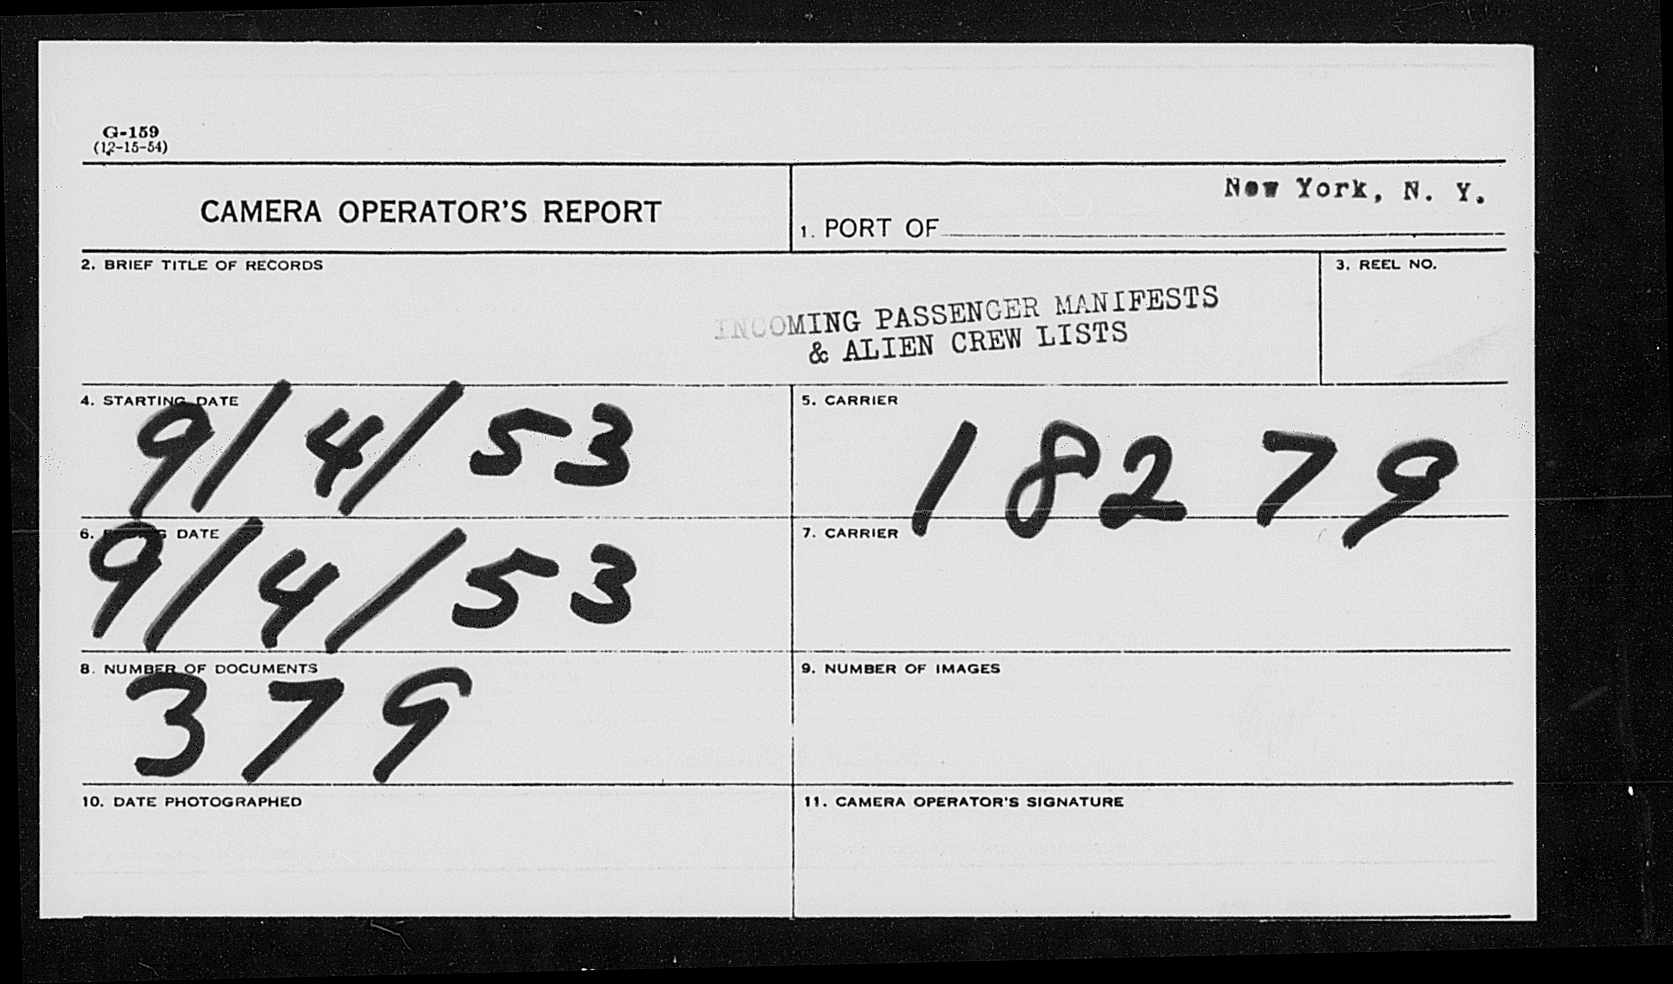 G-159
(12-15-54)
CAMERA OPERATOR'S REPORT
New York, N. Y.
1. PORT OF
2. BRIEF TITLE OF RECORDS
INCOMING PASSENGER MANIFESTS
& ALIEN CREW LISTS
3. REEL NO.
4. STARTING DATE
9/4/53
5. CARRIER
18279
6. ENDING DATE
9/4/53
7. CARRIER
8. NUMBER OF DOCUMENTS
379
9. NUMBER OF IMAGES
10. DATE PHOTOGRAPHED
11. CAMERA OPERATOR'S SIGNATURE